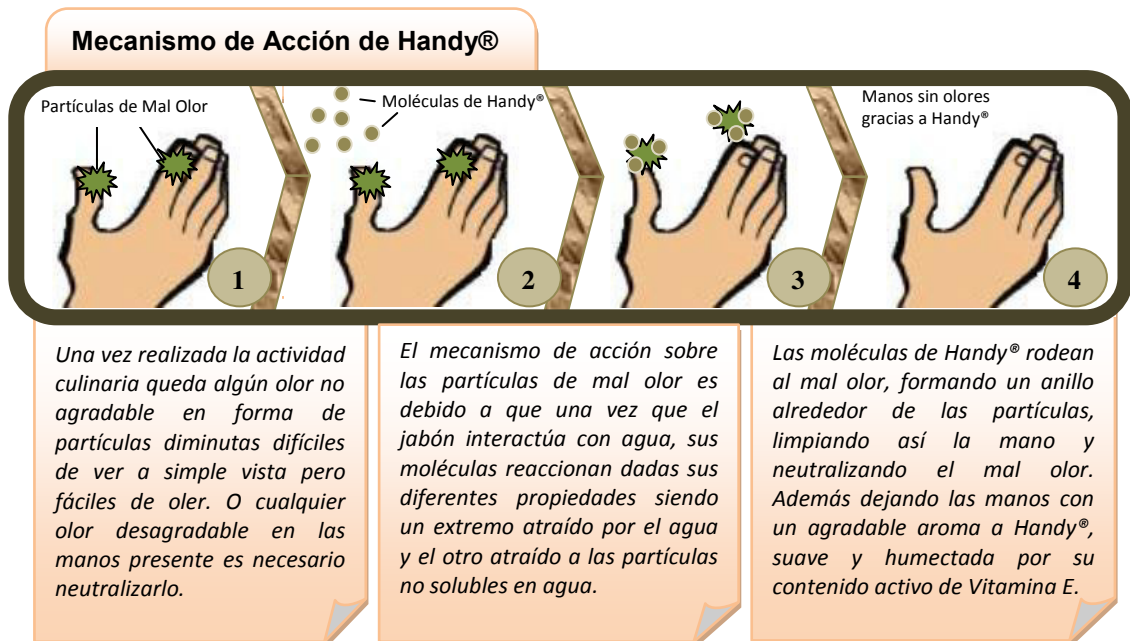 Mecanismo de Acción de Handy®
Partículas de Mal Olor
Moléculas de Handy®
Manos sin olores
gracias a Handy®
1
2
3
4
Una vez realizada la actividad
culinaria queda algún olor no
agradable en forma de
partículas diminutas difíciles
de ver a simple vista pero
fáciles de oler. O cualquier
olor desagradable en las
manos presente es necesario
neutralizarlo.
El mecanismo de acción sobre
las partículas de mal olor es
debido a que una vez que el
jabón interactúa con agua, sus
moléculas reaccionan dadas sus
diferentes propiedades siendo
un extremo atraído por el agua
y el otro atraído a las partículas
no solubles en agua.
Las moléculas de Handy® rodean
al mal olor, formando un anillo
alrededor de las partículas,
limpiando así la mano y
neutralizando el mal olor.
Además dejando las manos con
un agradable aroma a Handy®,
suave y humectada por su
contenido activo de Vitamina E.